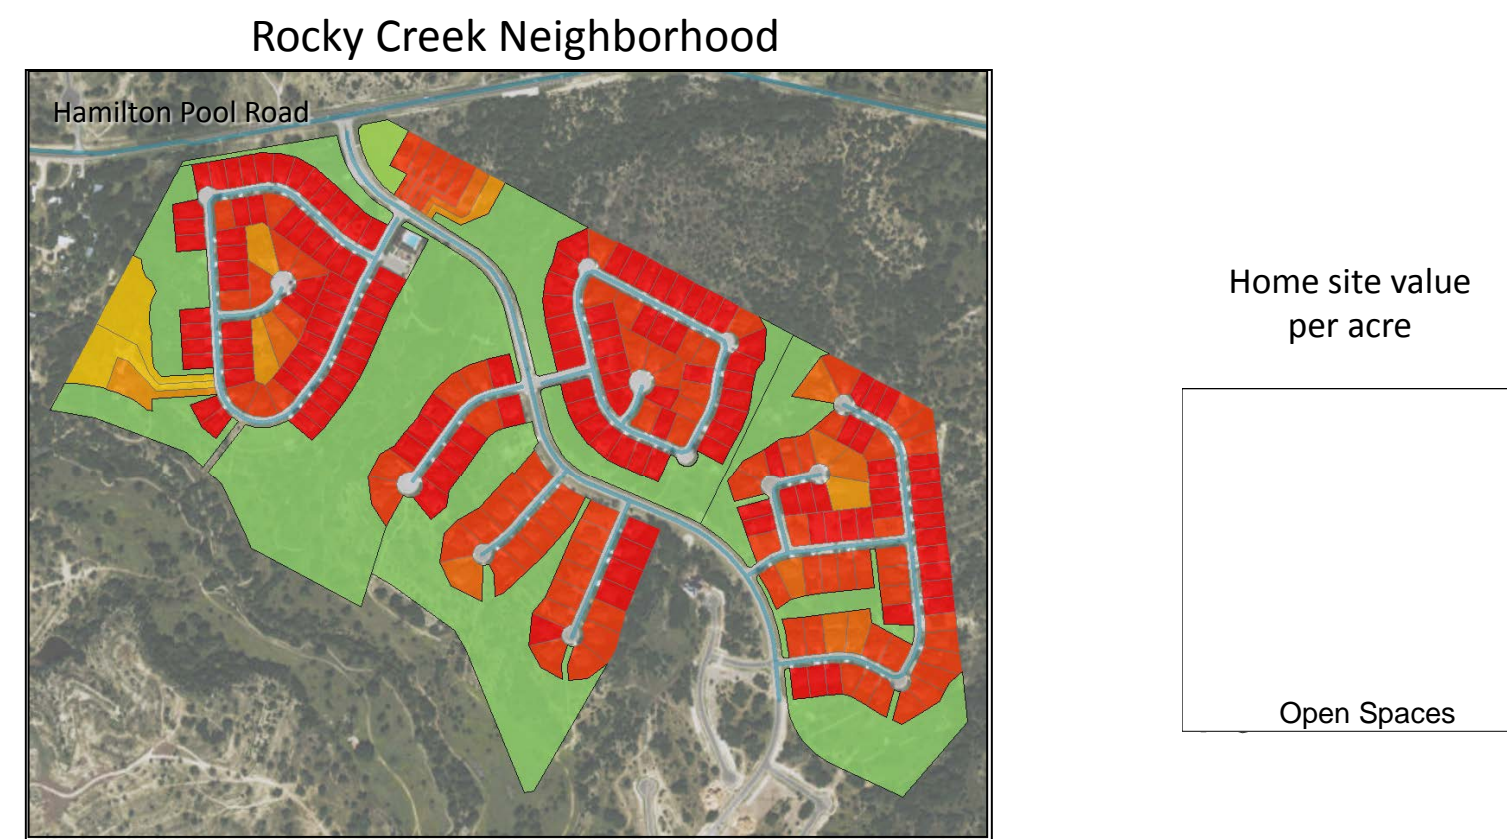 Rocky Creek Neighborhood
Hamilton Pool Road
Home site value
per acre
Open Spaces